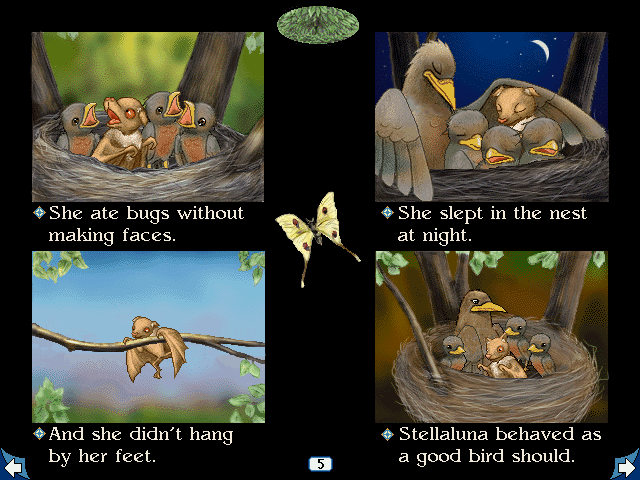 She ate bugs without
making faces.
She slept in the nest
at night.
And she didn't hang
by her feet.
Stellaluna behaved as
a good bird should.
5